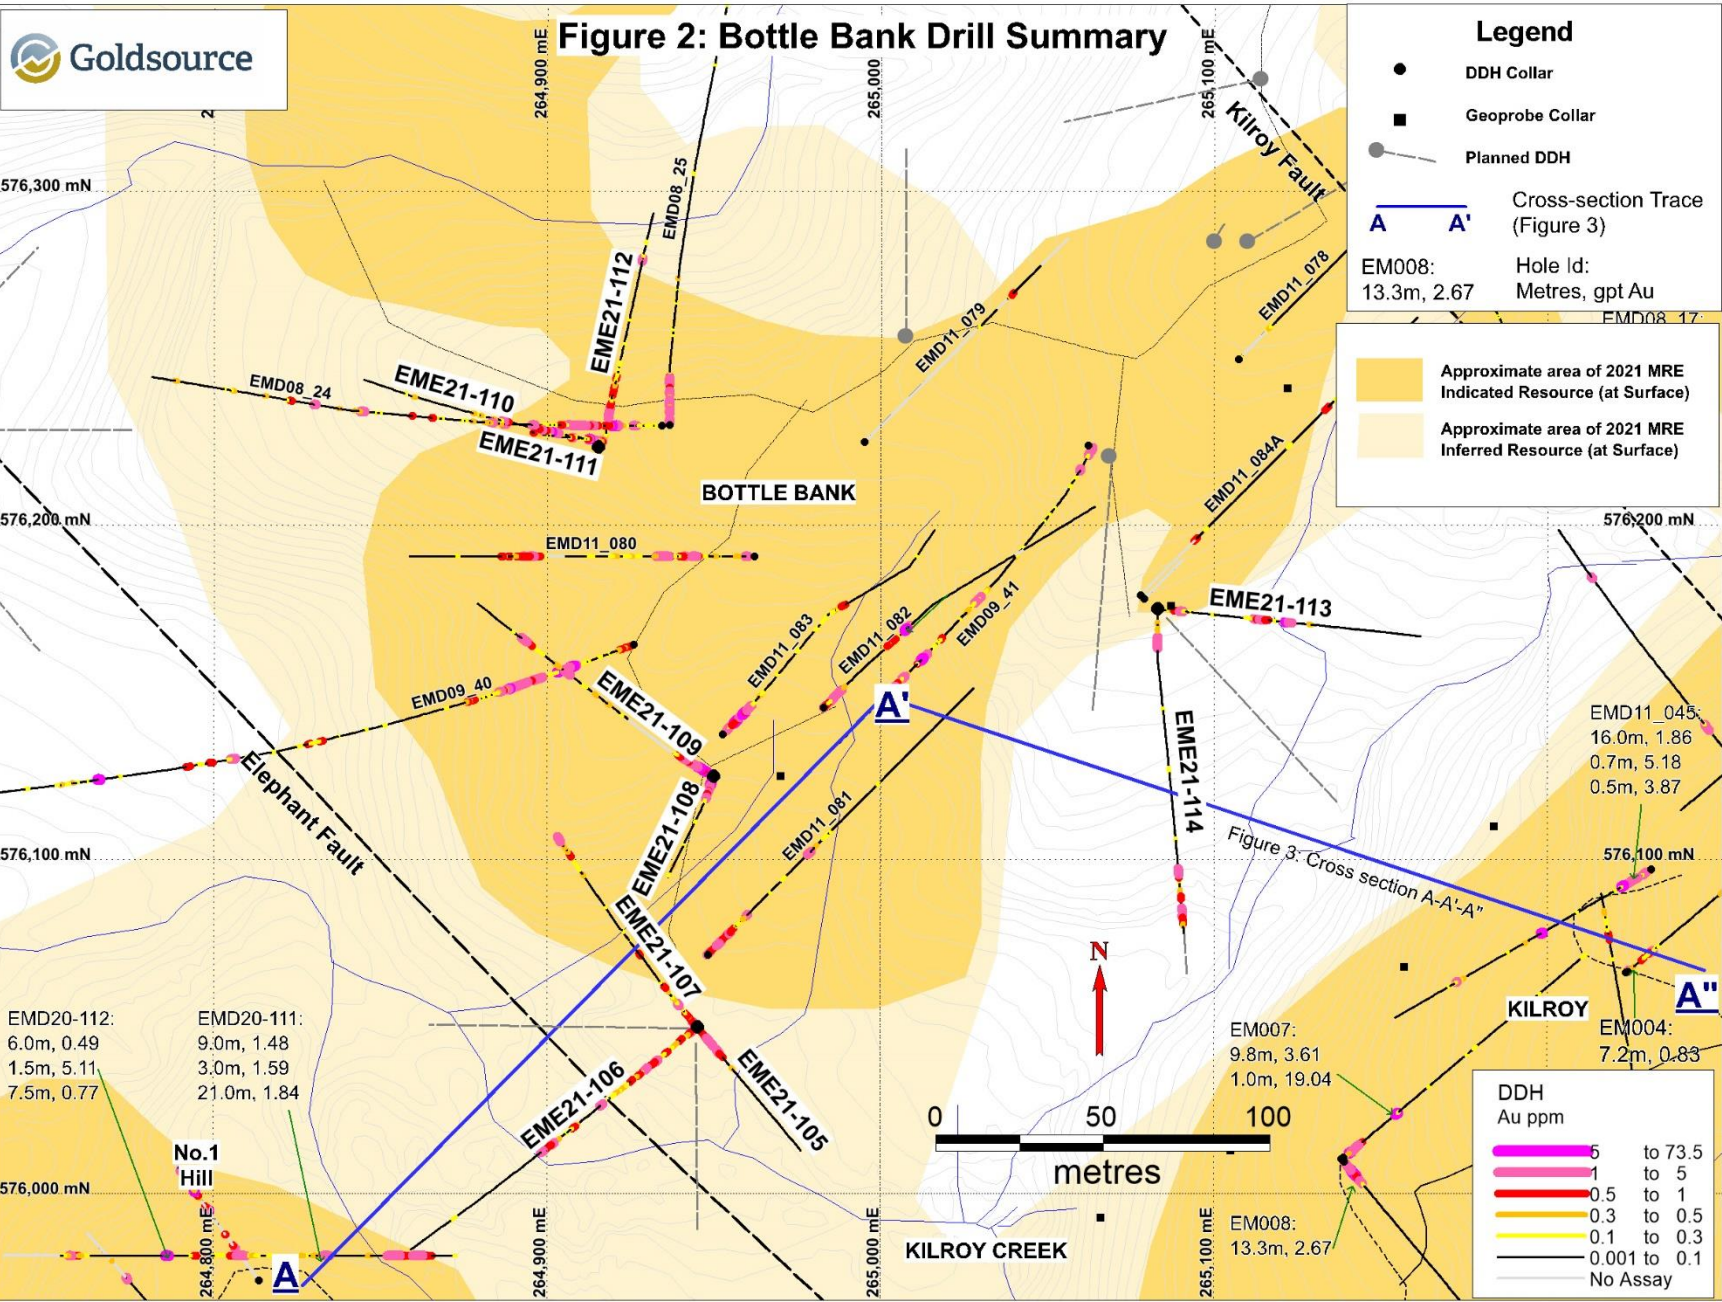 Goldsource
Figure 2: Bottle Bank Drill Summary
264,900 mE
265,000
265,100 mE
Kilroy Fault
Legend
DDH Collar
Geoprobe Collar
Planned DDH
Cross-section Trace
(Figure 3)
A A'
EM008:
13.3m, 2.67
Hole Id:
Metres, gpt Au
EMD08_17:
Approximate area of 2021 MRE
Indicated Resource (at Surface)
Approximate area of 2021 MRE
Inferred Resource (at Surface)
576,300 mN
EMD08_25
EME21-112
EMD11_079
EMD11_078
EMD08_24
EME21-110
EME21-111
EMD11_084A
BOTTLE BANK
576,200 mN
576,200 mN
EMD11_080
EMD11_083
EMD11_082
EMD09_41
EME21-113
EMD09_40
EME21-109
A'
EME21-114
EMD11_045:
16.0m, 1.86
0.7m, 5.18
0.5m, 3.87
Elephant Fault
EME21-108
EMD11_081
Figure 3: Cross section A-A'-A"
576,100 mN
576,100 mN
EME21-107
N
KILROY
A"
EMD20-112:
6.0m, 0.49
1.5m, 5.11
7.5m, 0.77
EMD20-111:
9.0m, 1.48
3.0m, 1.59
21.0m, 1.84
EME21-106
EME21-105
EM007:
9.8m, 3.61
1.0m, 19.04
EM004:
7.2m, 0.83
0 50 100
metres
No.1
Hill
576,000 mN
264,800 mE
264,900 mE
265,000 mE
265,100 mE
A
KILROY CREEK
EM008:
13.3m, 2.67
DDH
Au ppm
5 to 73.5
1 to 5
0.5 to 1
0.3 to 0.5
0.1 to 0.3
0.001 to 0.1
No Assay